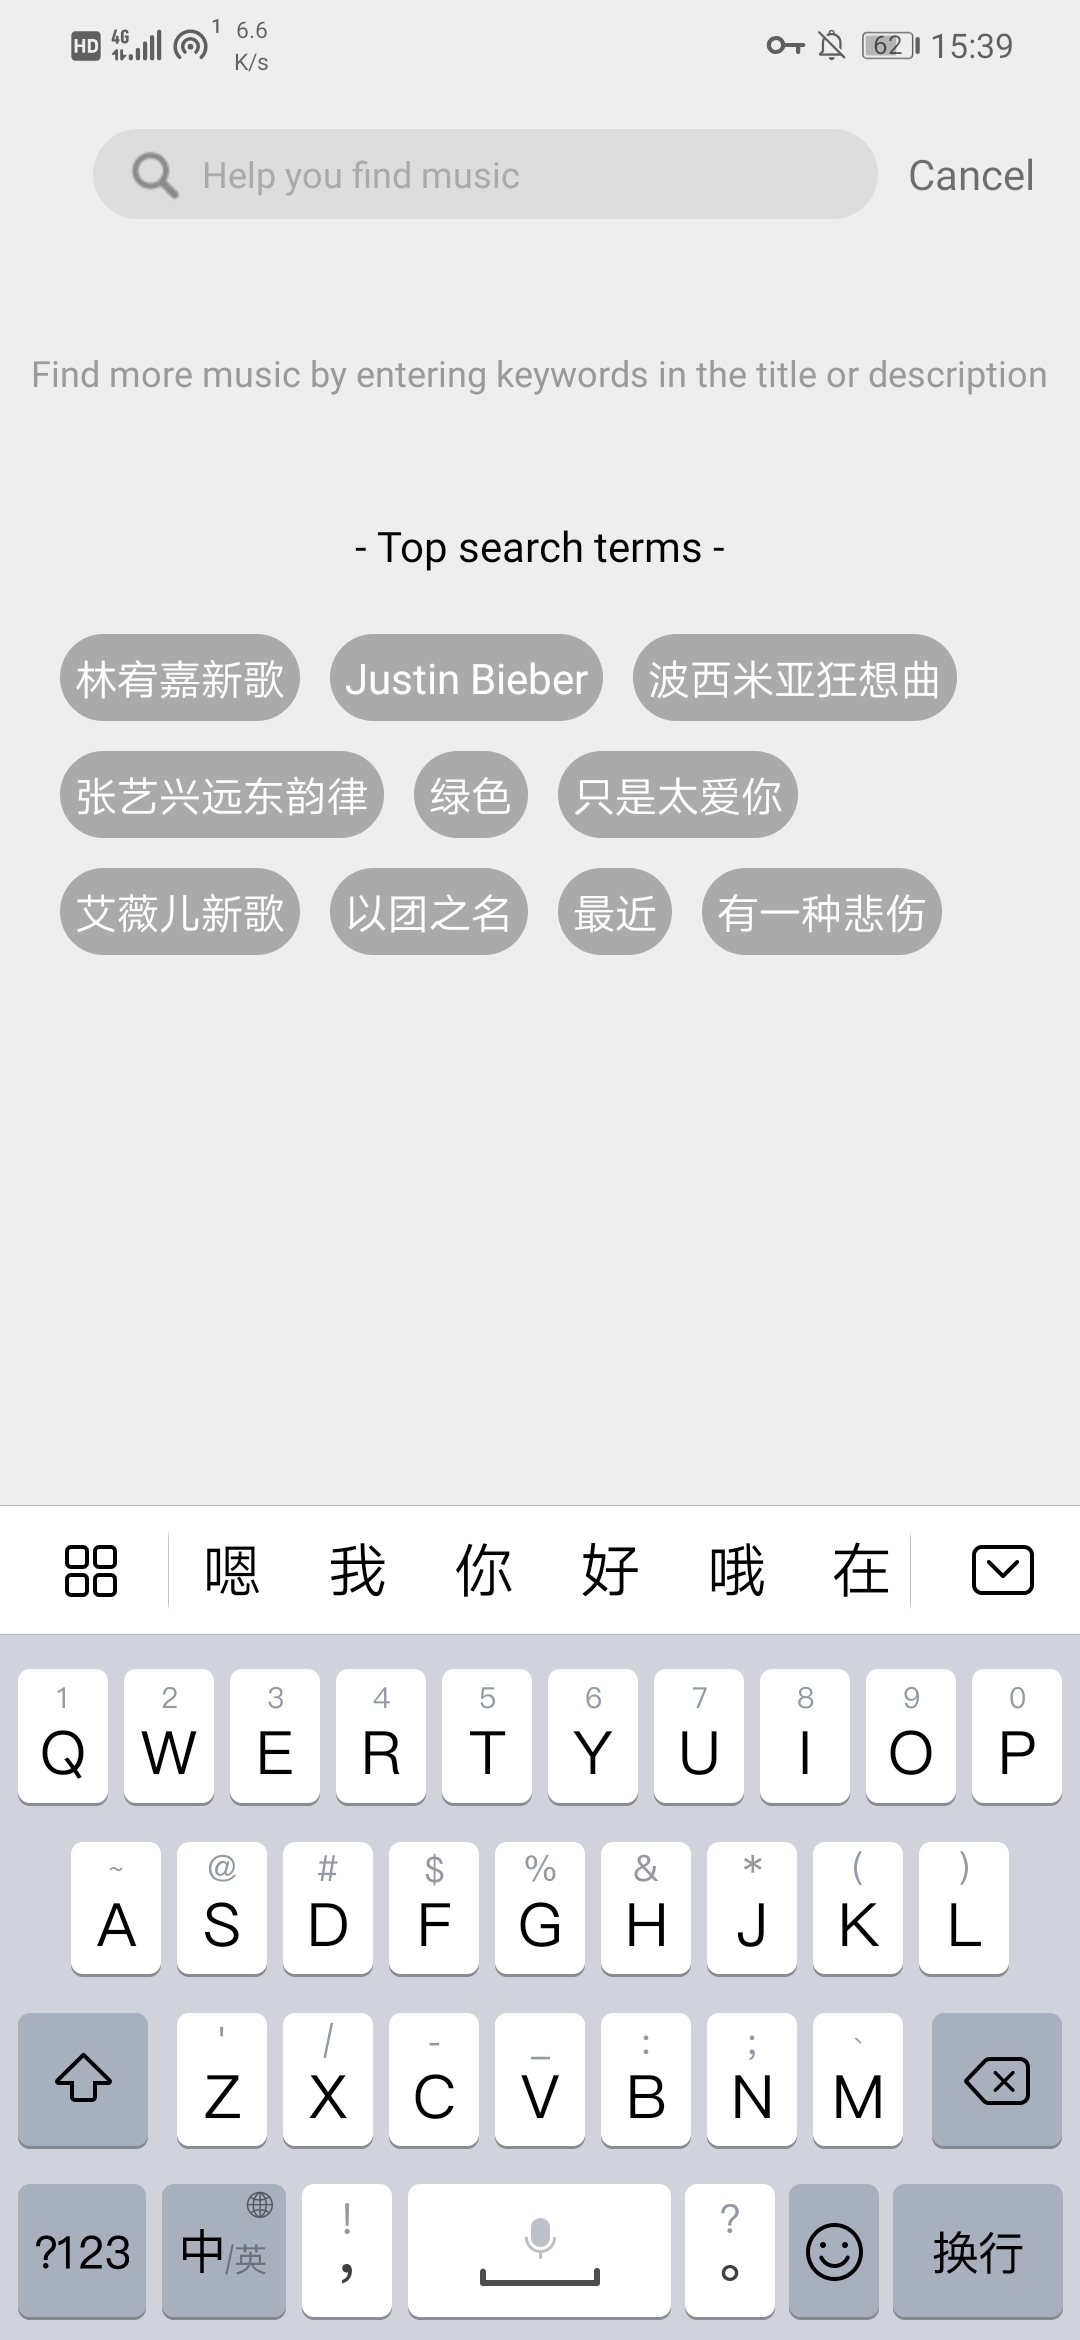 HD 4G 1 6.6 K/s 62 15:39
Help you find music Cancel
Find more music by entering keywords in the title or description
- Top search terms -
林宥嘉新歌 Justin Bieber 波西米亚狂想曲
张艺兴远东韵律 绿色 只是太爱你
艾薇儿新歌 以团之名 最近 有一种悲伤
嗯 我 你 好 哦 在
1 2 3 4 5 6 7 8 9 0
Q W E R T Y U I O P
~ @ # $ % & * ( )
A S D F G H J K L
' / - _ : ; `
Z X C V B N M
! ?
?123 中/英 , 。 换行